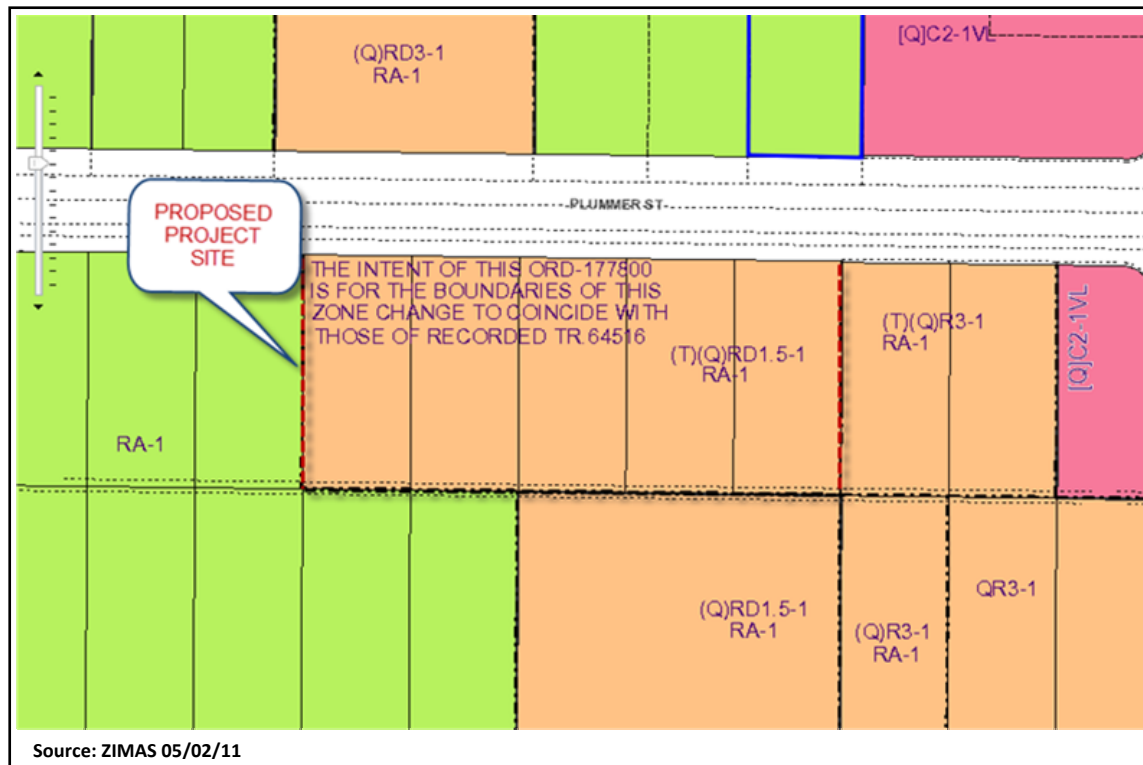 (Q)RD3-1
RA-1
[Q]C2-1VL
PLUMMER ST
PROPOSED
PROJECT
SITE
THE INTENT OF THIS ORD-177800
IS FOR THE BOUNDARIES OF THIS
ZONE CHANGE TO COINCIDE WITH
THOSE OF RECORDED TR.64516
(T)(Q)RD1.5-1
RA-1
(T)(Q)R3-1
RA-1
[Q]C2-1VL
RA-1
(Q)RD1.5-1
RA-1
(Q)R3-1
RA-1
QR3-1
Source: ZIMAS 05/02/11